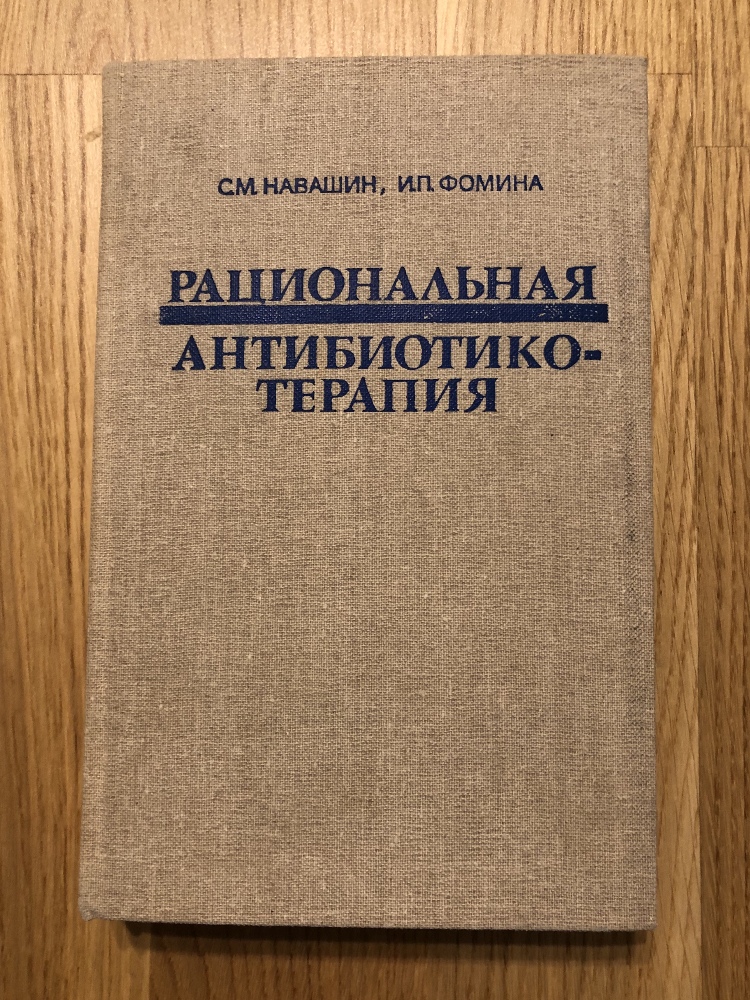 С.М. НАВАШИН, И.П. ФОМИНА
РАЦИОНАЛЬНАЯ
АНТИБИОТИКО-
ТЕРАПИЯ